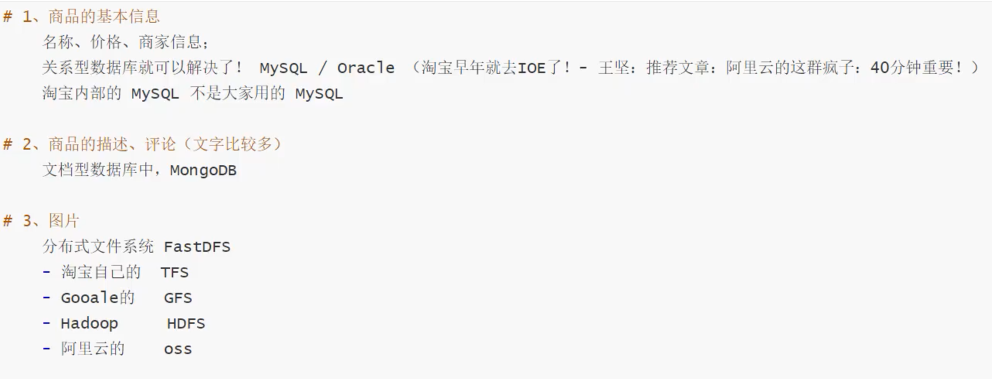 # 1、商品的基本信息
名称、价格、商家信息;
关系型数据库就可以解决了! MySQL / Oracle (淘宝早年就去IOE了!- 王坚:推荐文章:阿里云的这群疯子:40分钟重要!)
淘宝内部的 MySQL 不是大家用的 MySQL
# 2、商品的描述、评论(文字比较多)
文档型数据库中,MongoDB
# 3、图片
分布式文件系统 FastDFS
- 淘宝自己的 TFS
- Gooale的 GFS
- Hadoop HDFS
- 阿里云的 oss